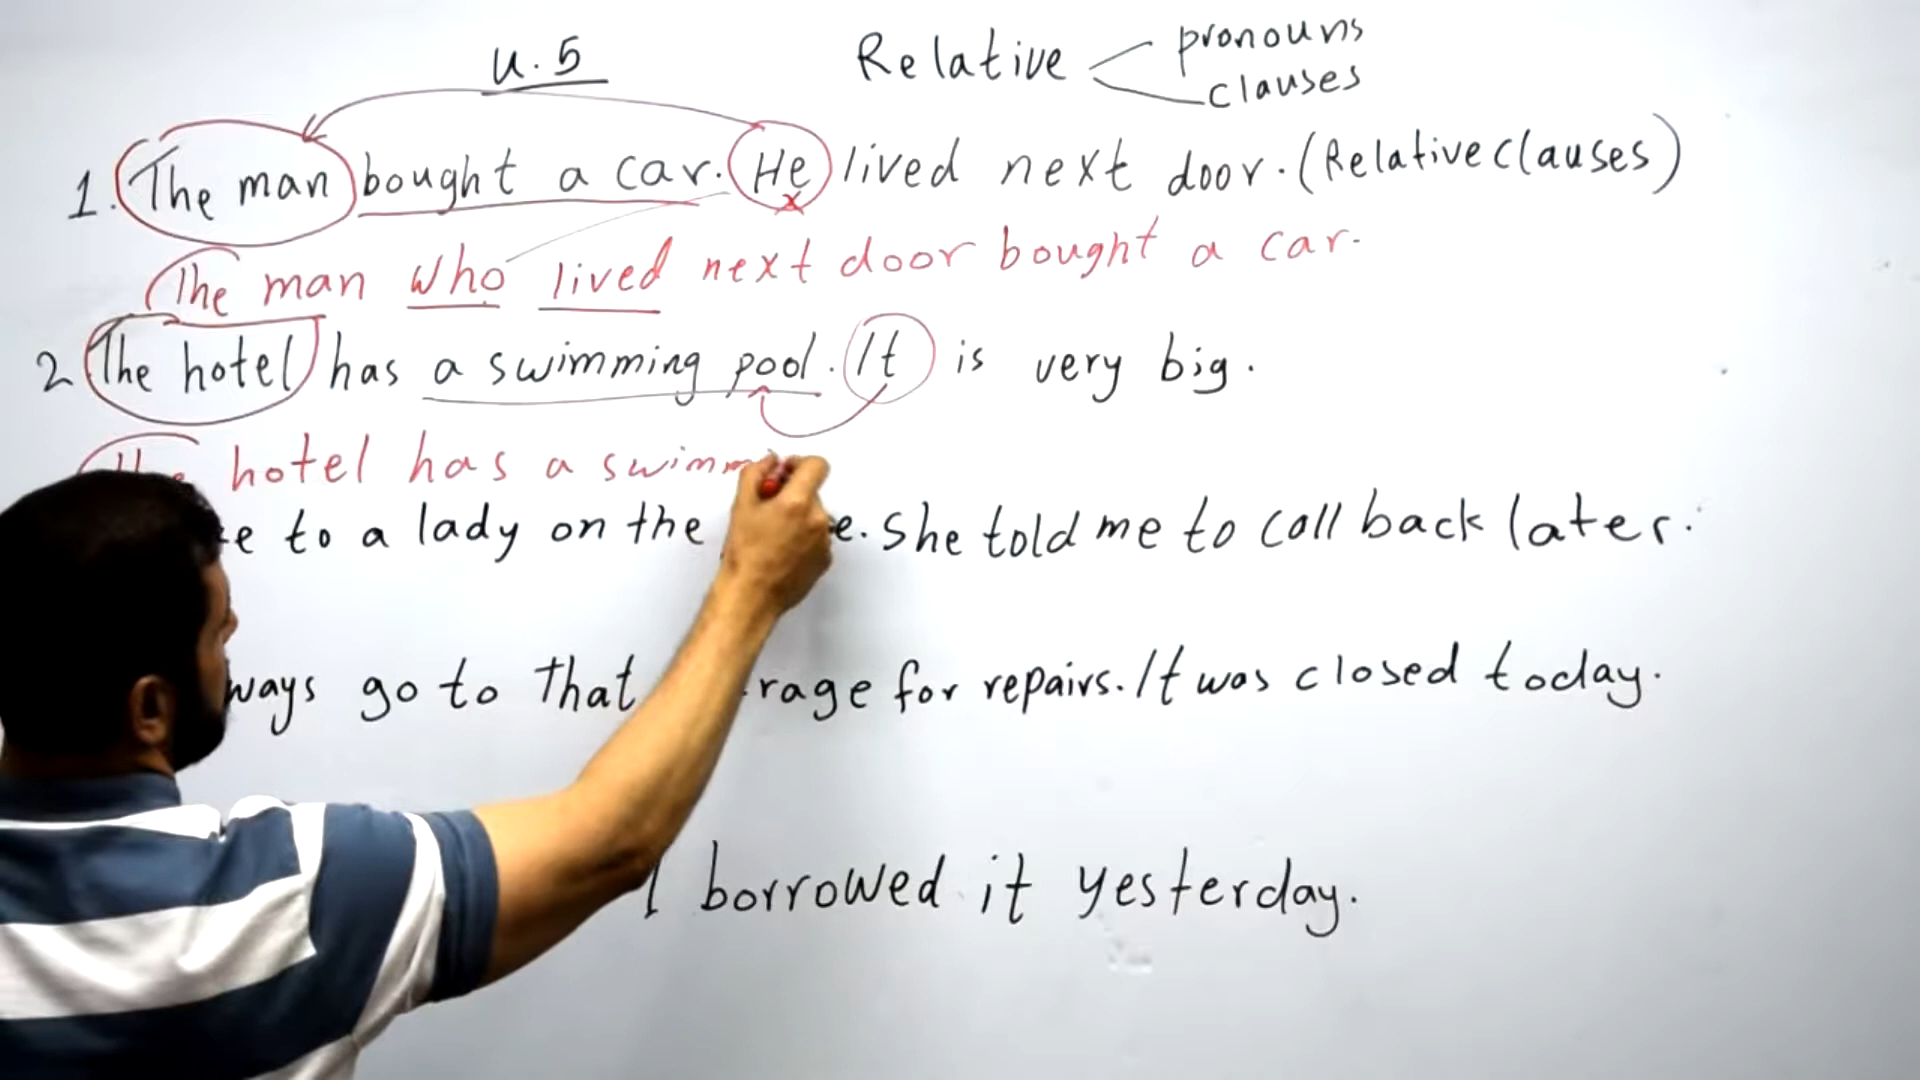 u.5
Relative pronouns
clauses
1. The man bought a car. He lived next door. (Relative clauses)
The man who lived next door bought a car.
2 The hotel has a swimming pool. It is very big.
hotel has a swimm
to a lady on the She told me to call back later.
go to that for repairs. It was closed today.
I borrowed it yesterday.